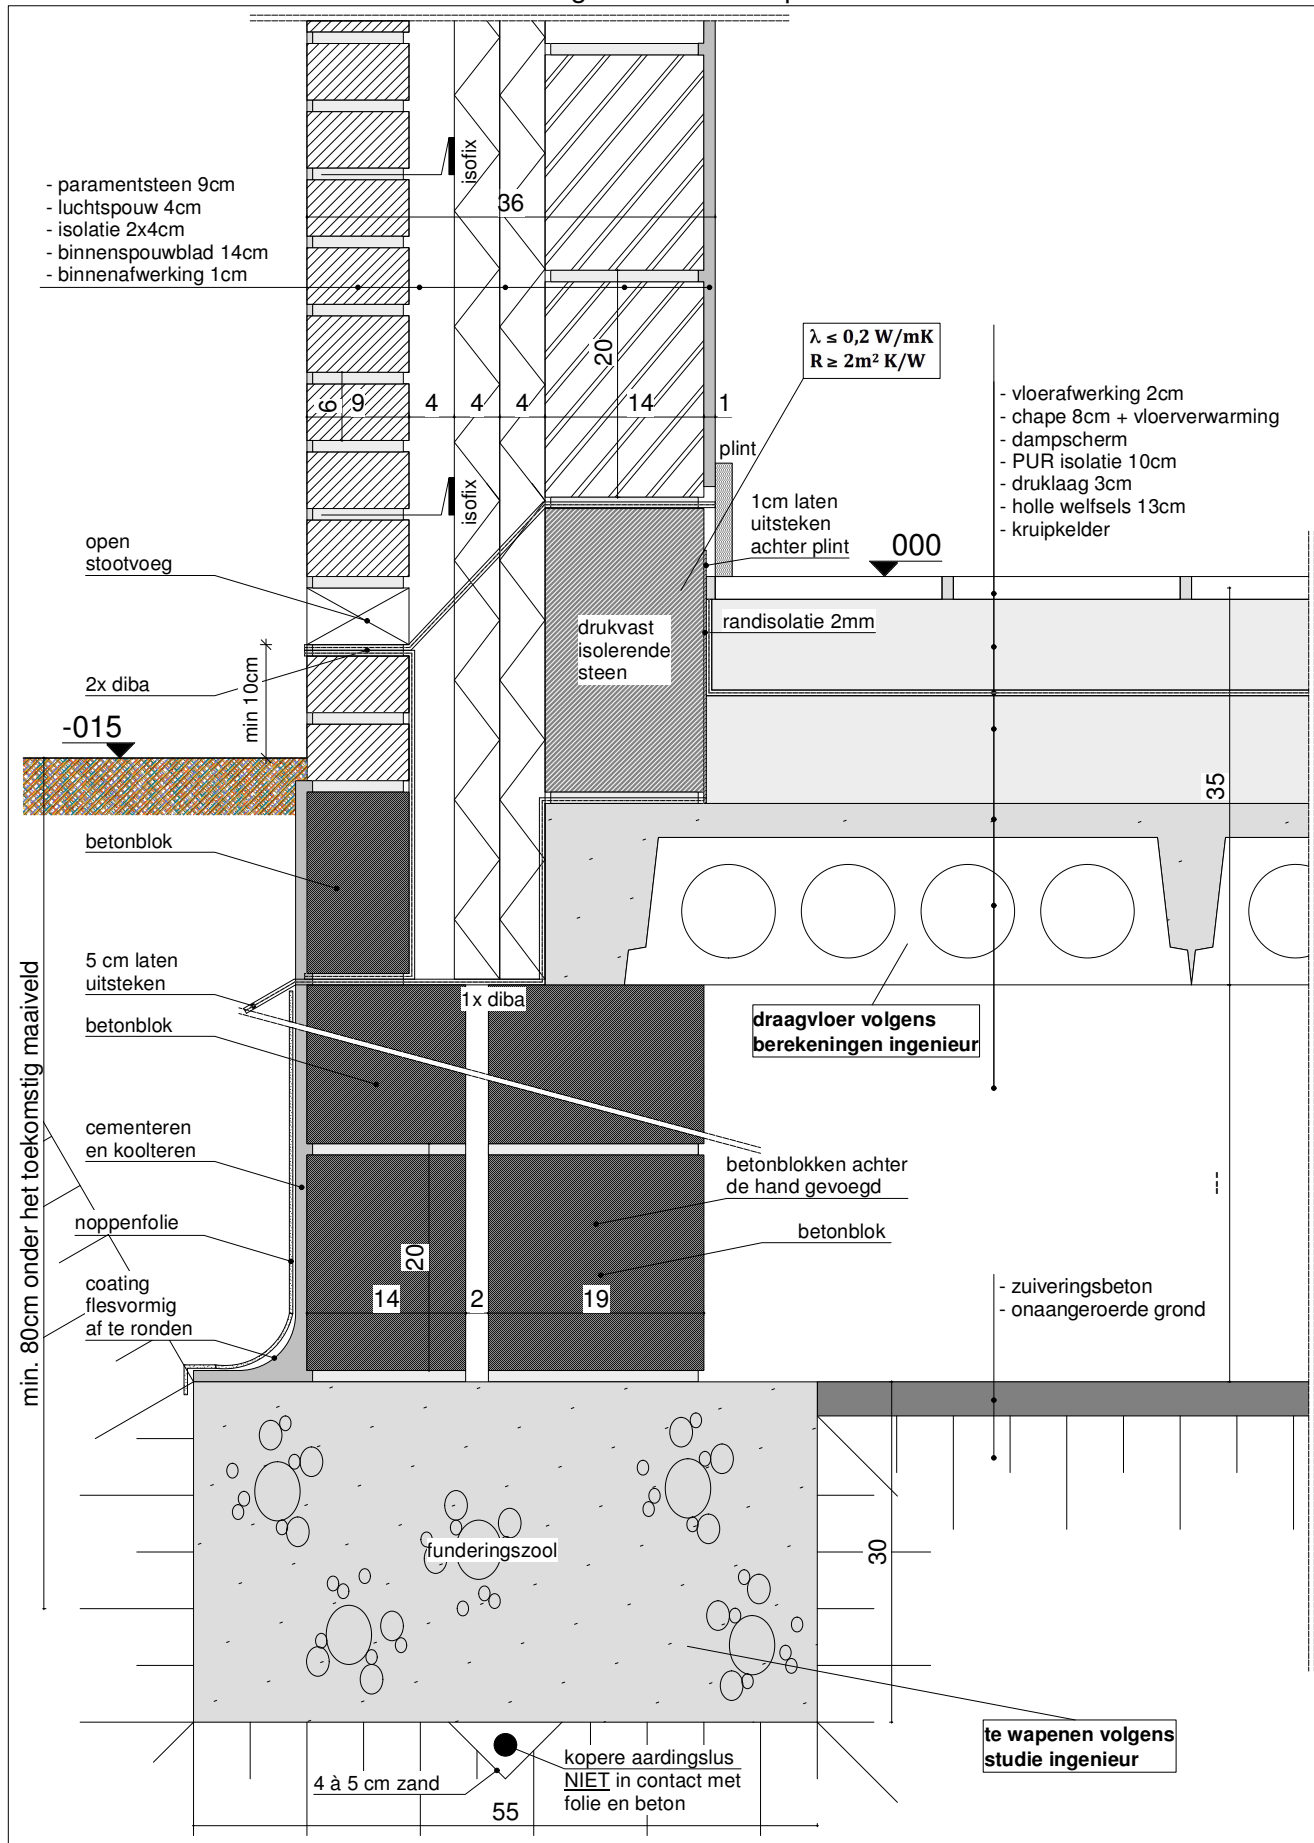 isofix
- paramentsteen 9cm
- luchtspouw 4cm
- isolatie 2x4cm
- binnenspouwblad 14cm
- binnenafwerking 1cm
36
20
λ ≤ 0,2 W/mK
R ≥ 2m² K/W
- vloerafwerking 2cm
- chape 8cm + vloerverwarming
- dampscherm
- PUR isolatie 10cm
- druklaag 3cm
- holle welfsels 13cm
- kruipkelder
6
9
4
4
4
14
1
plint
isofix
1cm laten
uitsteken
achter plint
000
open
stootvoeg
drukvast
isolerende
steen
randisolatie 2mm
2x diba
min 10cm
-015
35
betonblok
5 cm laten
uitsteken
1x diba
betonblok
draagvloer volgens
berekeningen ingenieur
min. 80cm onder het toekomstig maaiveld
cementeren
en koolteren
betonblokken achter
de hand gevoegd
noppenfolie
betonblok
20
coating
flesvormig
af te ronden
14
2
19
- zuiveringsbeton
- onaangeroerde grond
funderingszool
30
te wapenen volgens
studie ingenieur
kopere aardingslus
NIET in contact met
folie en beton
4 à 5 cm zand
55